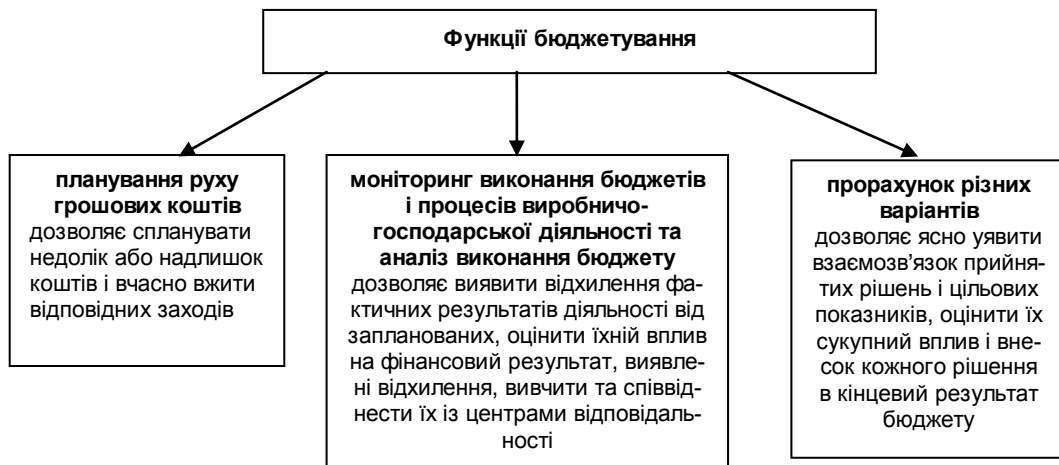 Функції бюджетування
планування руху
грошових коштів
дозволяє спланувати
недолік або надлишок
коштів і вчасно вжити
відповідних заходів
моніторинг виконання бюджетів
і процесів виробничо-
господарської діяльності та
аналіз виконання бюджету
дозволяє виявити відхилення фа-
ктичних результатів діяльності від
запланованих, оцінити їхній вплив
на фінансовий результат, виявле-
ні відхилення, вивчити та співвід-
нести їх із центрами відповідаль-
ності
прорахунок різних
варіантів
дозволяє ясно уявити
взаємозв’язок прийня-
тих рішень і цільових
показників, оцінити їх
сукупний вплив і вне-
сок кожного рішення
в кінцевий результат
бюджету